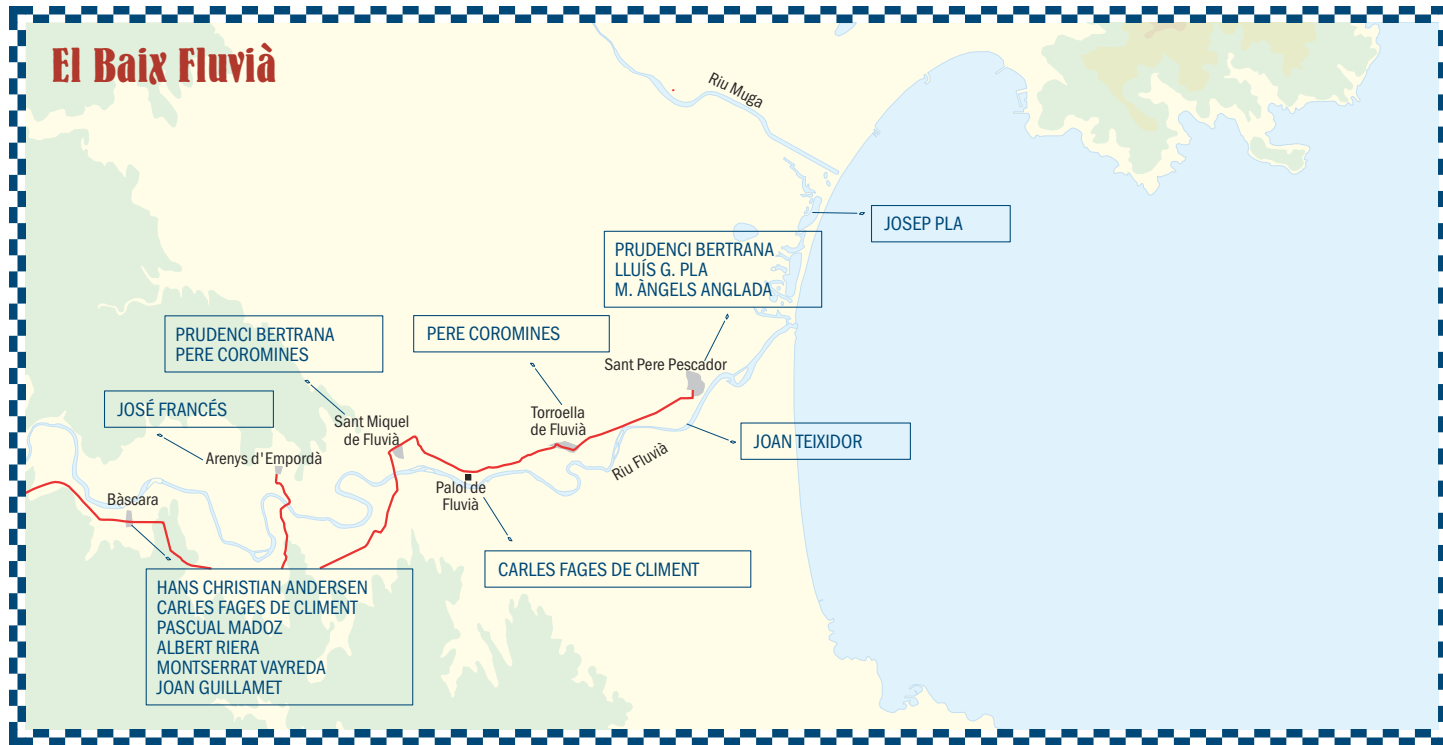 El Baix Fluvià
Riu Muga
JOSEP PLA
PRUDENCI BERTRANA
LLUÍS G. PLA
M. ÀNGELS ANGLADA
PRUDENCI BERTRANA
PERE COROMINES
PERE COROMINES
Sant Pere Pescador
JOSÉ FRANCÉS
Sant Miquel
de Fluvià
Torroella
de Fluvià
JOAN TEIXIDOR
Arenys d'Empordà
Riu Fluvià
Bàscara
Palol de
Fluvià
CARLES FAGES DE CLIMENT
HANS CHRISTIAN ANDERSEN
CARLES FAGES DE CLIMENT
PASCUAL MADOZ
ALBERT RIERA
MONTSERRAT VAYREDA
JOAN GUILLAMET